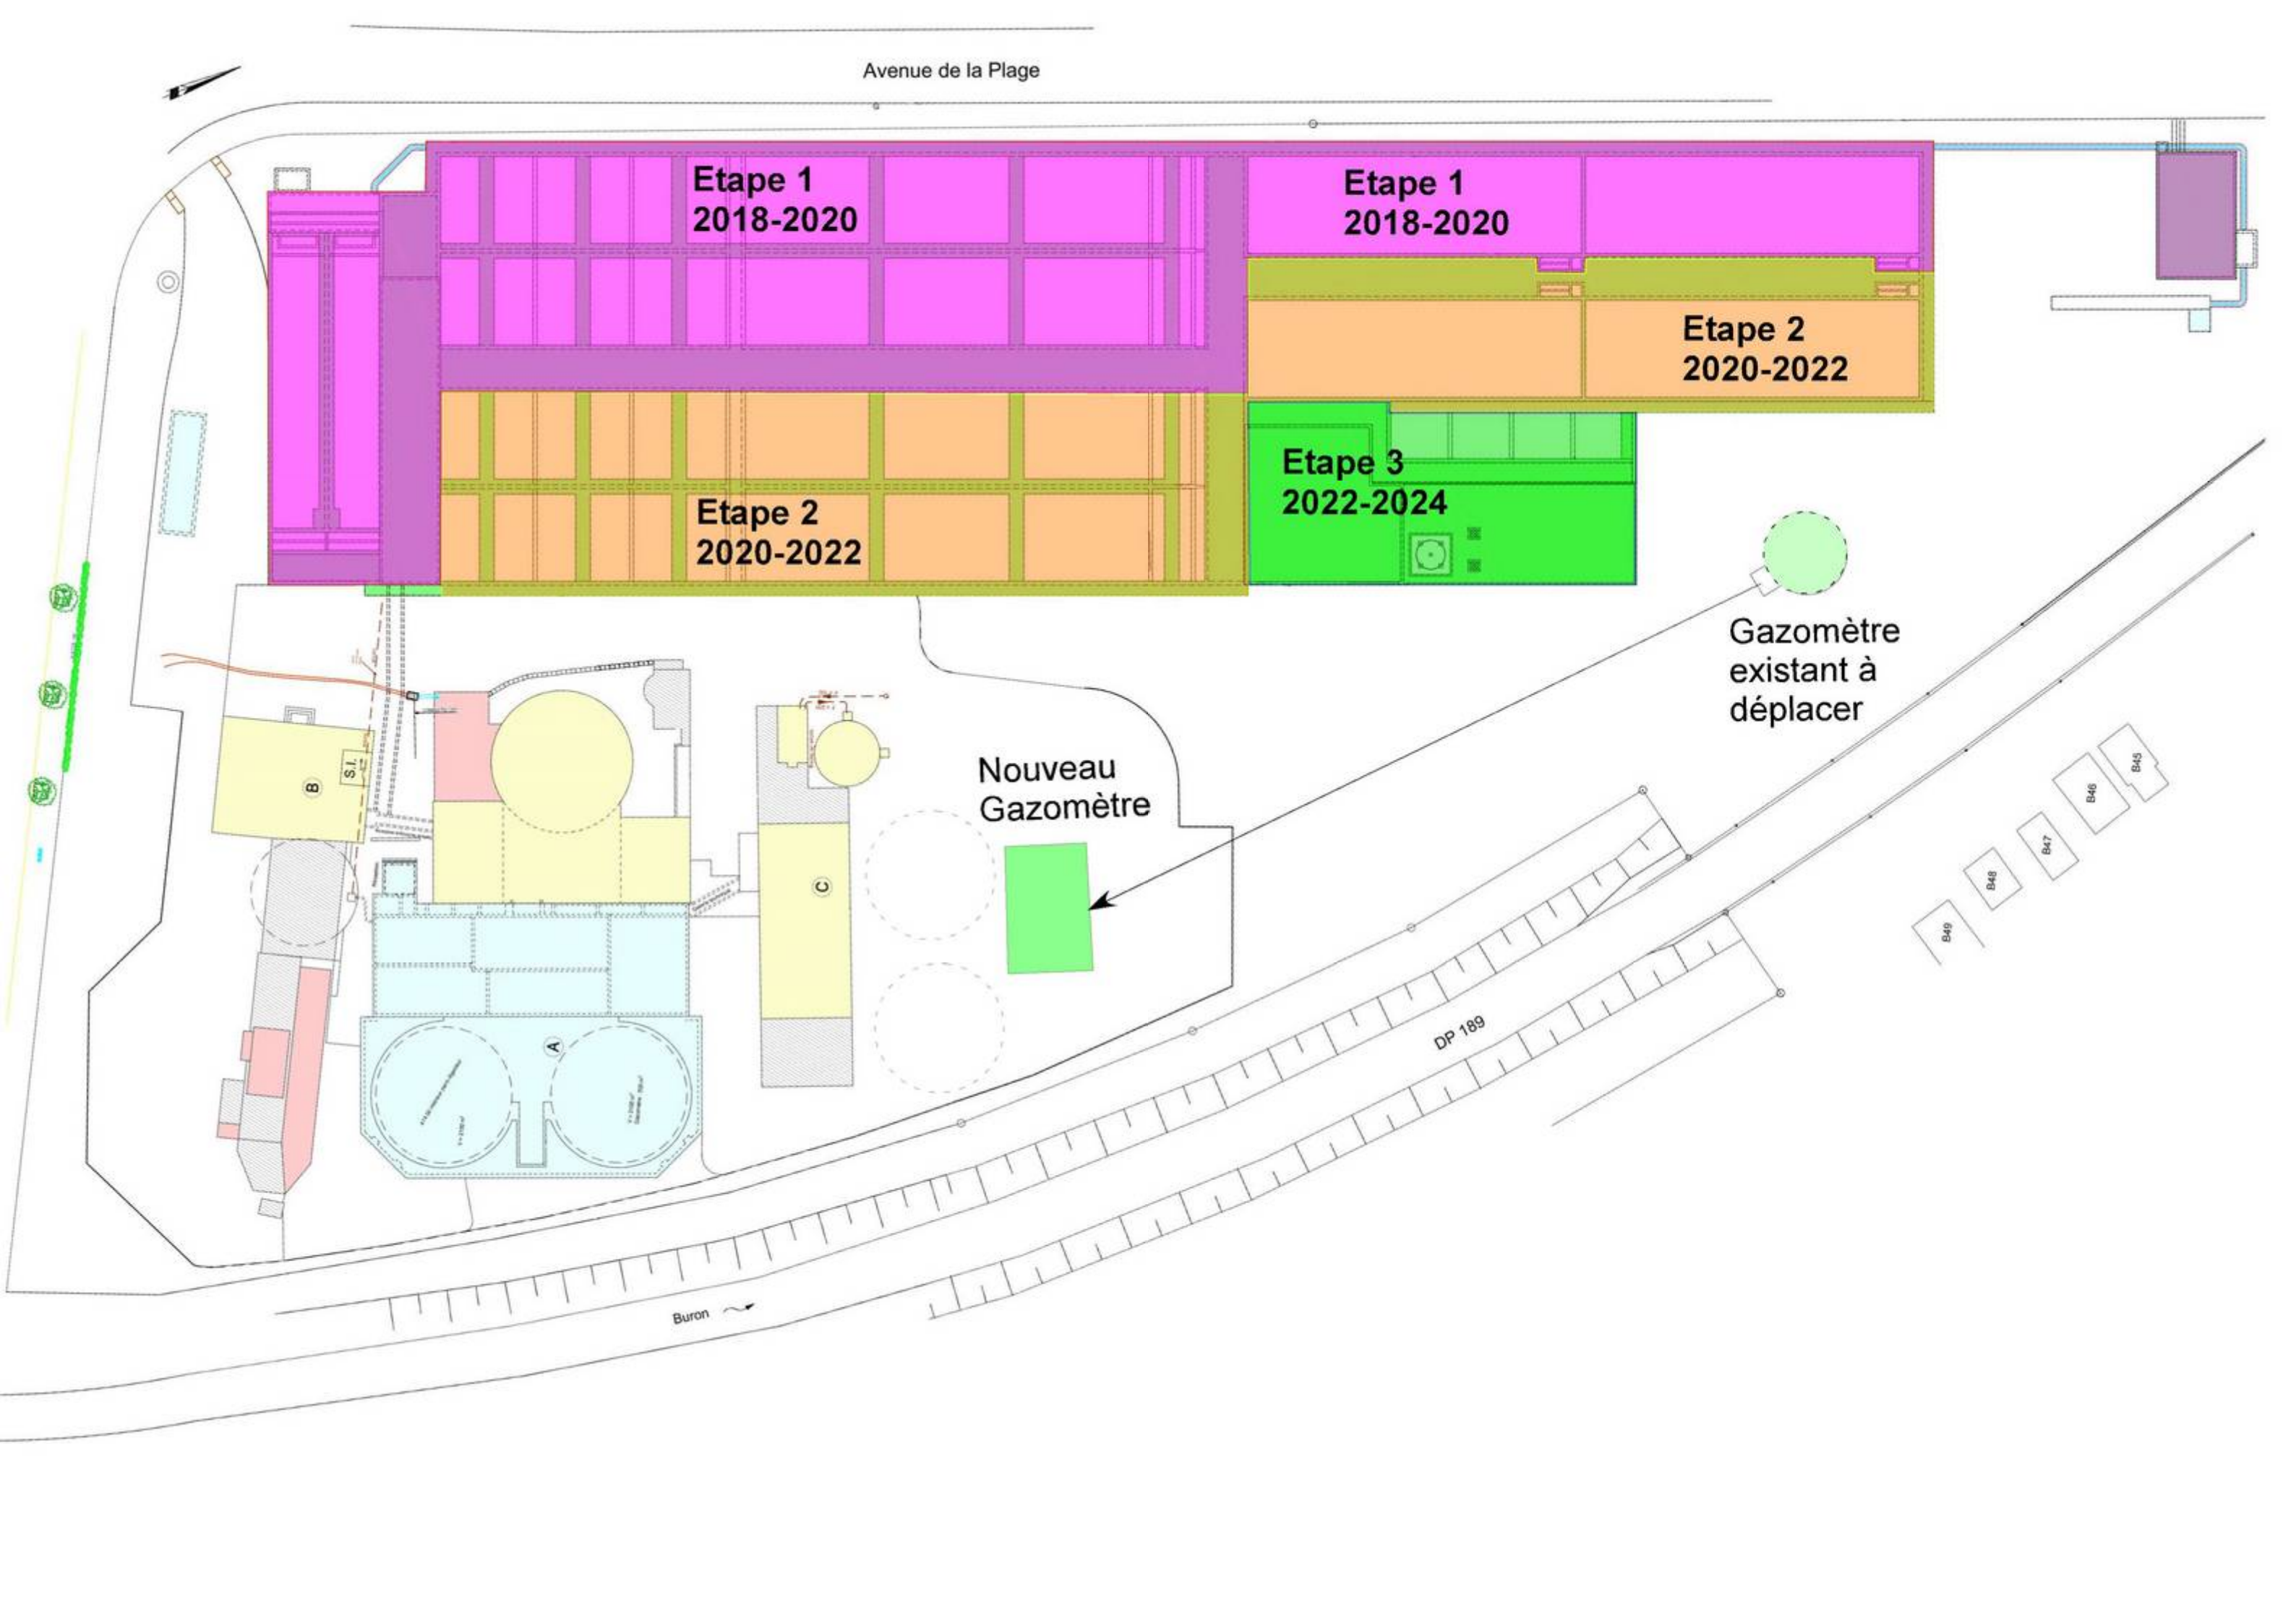 Avenue de la Plage
Etape 1
2018-2020
Etape 1
2018-2020
Etape 2
2020-2022
Etape 3
2022-2024
Etape 2
2020-2022
Gazomètre
existant à
déplacer
Nouveau
Gazomètre
S.I.
B
C
A
B45
B46
B47
B48
B49
DP 189
Buron